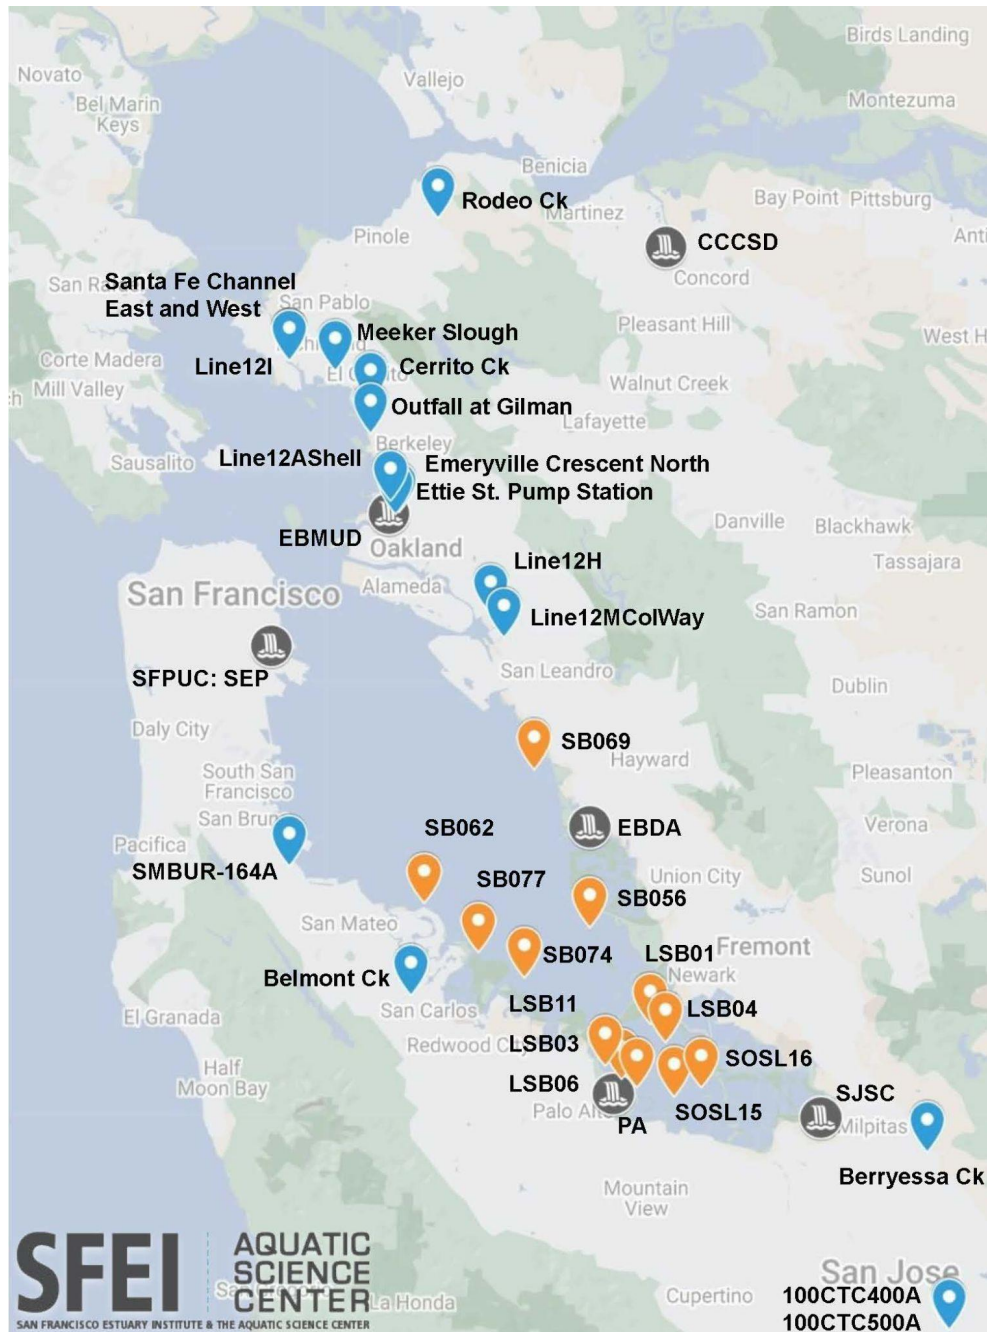 Birds Landing
Novato
Vallejo
Bel Marin
Keys
Montezuma
Benicia
Rodeo Ck
Martinez
Bay Point
Pittsburg
Pinole
CCCSD
Concord
Santa Fe Channel
East and West
San Pablo
Meeker Slough
Pleasant Hill
West H
Corte Madera
Line12I
Cerrito Ck
Mill Valley
Walnut Creek
Outfall at Gilman
Lafayette
Berkeley
Sausalito
Line12AShell
Emeryville Crescent North
Ettie St. Pump Station
EBMUD
Oakland
Danville
Blackhawk
Line12H
Tassajara
Alameda
San Francisco
Line12MColWay
San Ramon
San Leandro
SFPUC: SEP
Dublin
Daly City
SB069
Hayward
South San
Francisco
Pleasanton
SB062
EBDA
Verona
Pacifica
SMBUR-164A
SB077
Union City
Sunol
SB056
San Mateo
SB074
LSB01
Fremont
Newark
Belmont Ck
LSB11
LSB04
San Carlos
El Granada
LSB03
Redwood City
SOSL16
Half
Moon Bay
LSB06
SJSC
Palo Alto
PA
SOSL15
Milpitas
Berryessa Ck
Mountain
View
SFEI
AQUATIC
SCIENCE
CENTER
SAN FRANCISCO ESTUARY INSTITUTE & THE AQUATIC SCIENCE CENTER
La Honda
Cupertino
San Jose
100CTC400A
100CTC500A